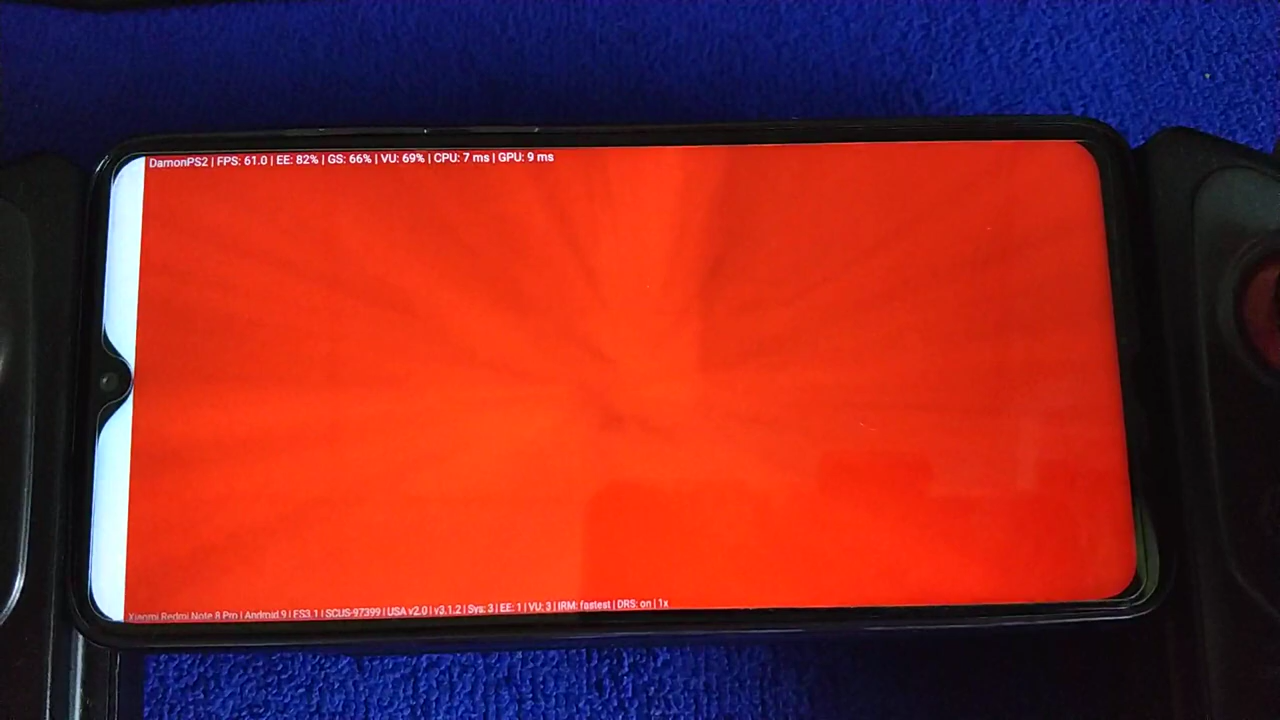 DamonPS2 | FPS: 61.0 | EE: 82% | GS: 66% | VU: 69% | CPU: 7 ms | GPU: 9 ms
Xiaomi Redmi Note 8 Pro | Android 9 | ES3.1 | SCUS-97399 | USA v2.0 | v3.1.2 | Sys: 3 | EE: 1 | VU: 3 | IRM: fastest | DRS: on | 1x